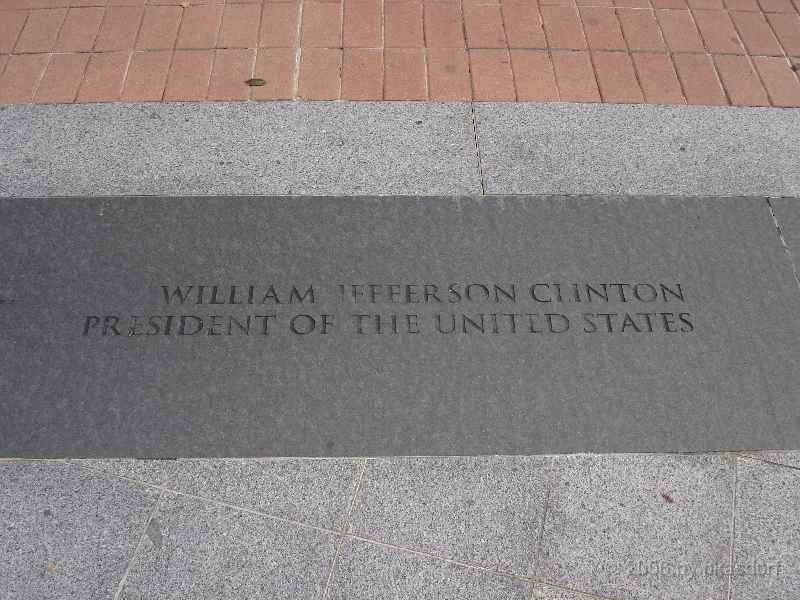 WILLIAM JEFFERSON CLINTON
PRESIDENT OF THE UNITED STATES